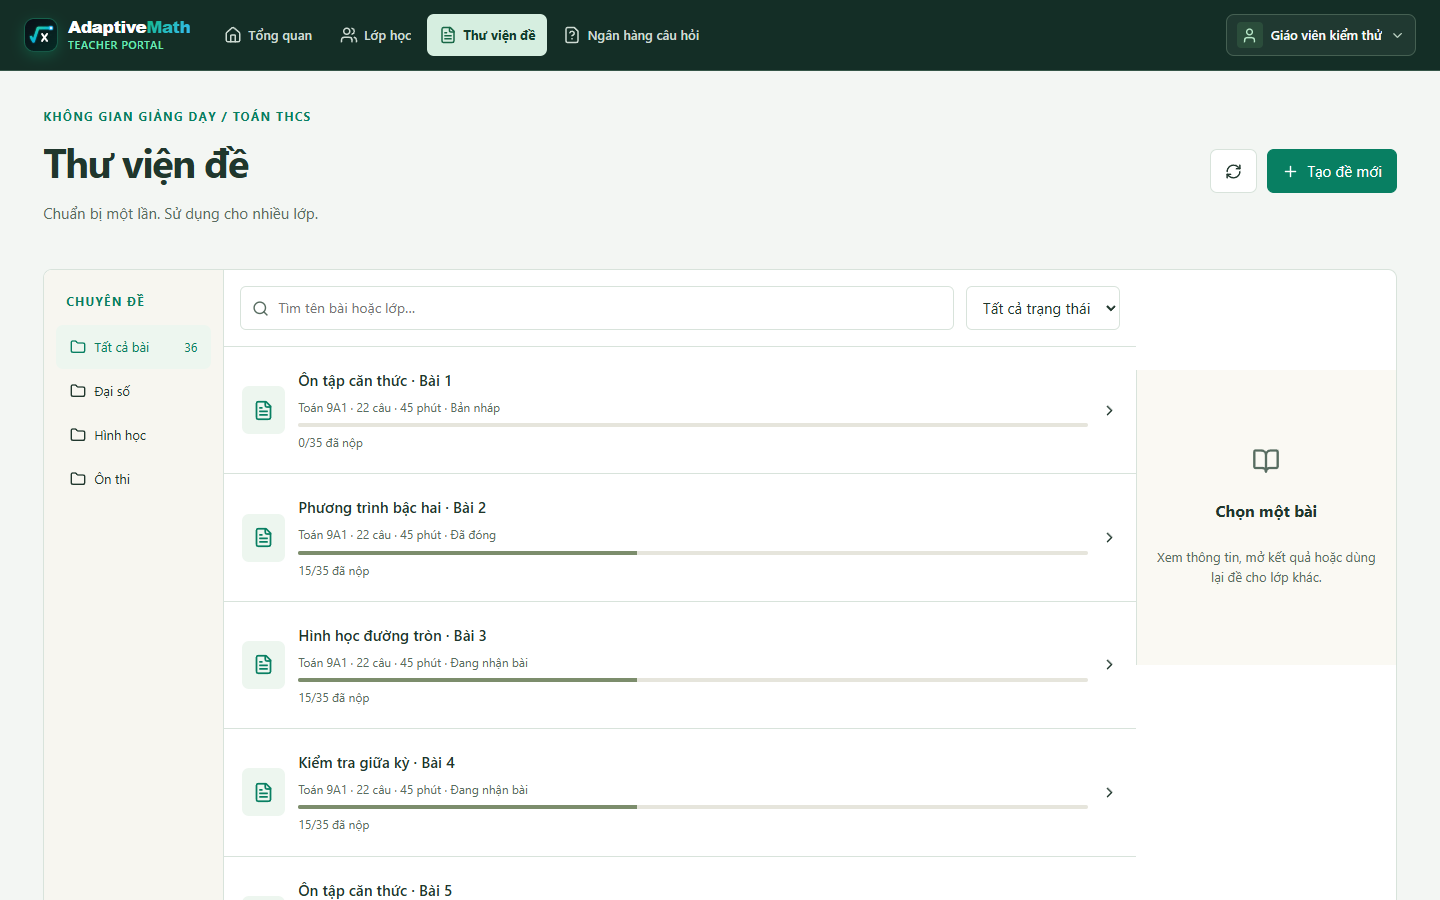 AdaptiveMath
TEACHER PORTAL
Tổng quan
Lớp học
Thư viện đề
Ngân hàng câu hỏi
Giáo viên kiểm thử
KHÔNG GIAN GIẢNG DẠY / TOÁN THCS
Thư viện đề
Chuẩn bị một lần. Sử dụng cho nhiều lớp.
Tạo đề mới
CHUYÊN ĐỀ
Tất cả bài 36
Đại số
Hình học
Ôn thi
Tìm tên bài hoặc lớp...
Tất cả trạng thái
Ôn tập căn thức · Bài 1
Toán 9A1 · 22 câu · 45 phút · Bản nháp
0/35 đã nộp
Phương trình bậc hai · Bài 2
Toán 9A1 · 22 câu · 45 phút · Đã đóng
15/35 đã nộp
Hình học đường tròn · Bài 3
Toán 9A1 · 22 câu · 45 phút · Đang nhận bài
15/35 đã nộp
Kiểm tra giữa kỳ · Bài 4
Toán 9A1 · 22 câu · 45 phút · Đang nhận bài
15/35 đã nộp
Ôn tập căn thức · Bài 5
Chọn một bài
Xem thông tin, mở kết quả hoặc dùng
lại đề cho lớp khác.